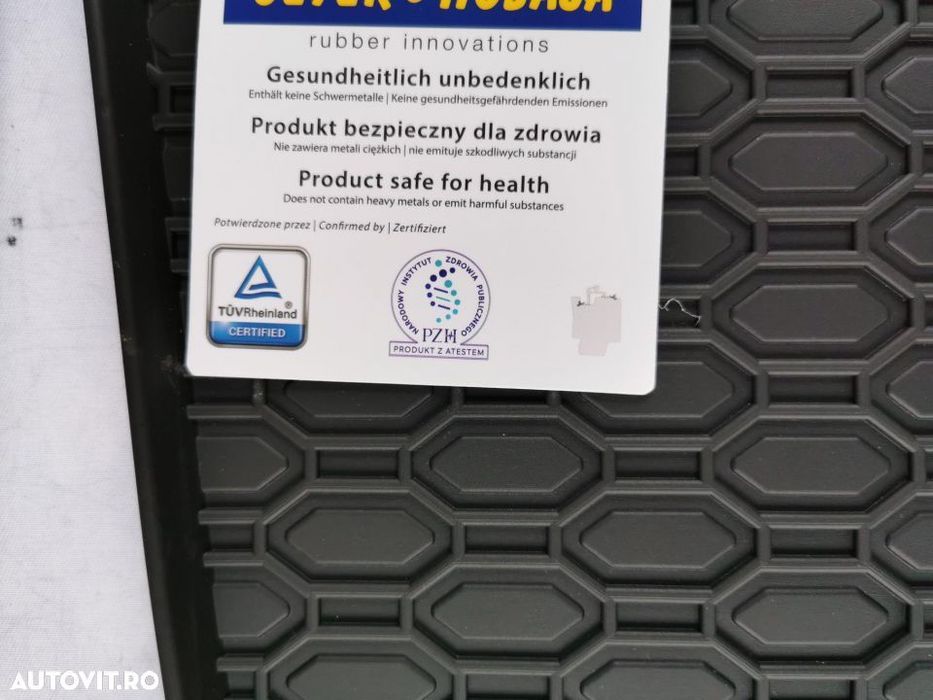 rubber innovations
Gesundheitlich unbedenklich
Enthält keine Schwermetalle | Keine gesundheitsgefährdenden Emissionen
Produkt bezpieczny dla zdrowia
Nie zawiera metali ciężkich | nie emituje szkodliwych substancji
Product safe for health
Does not contain heavy metals or emit harmful substances
Potwierdzone przez | Confirmed by | Zertifiziert
TÜVRheinland®
CERTIFIED
NARODOWY INSTYTUT ZDROWIA PUBLICZNEGO
PZH
PRODUKT Z ATESTEM
AUTOVIT.RO